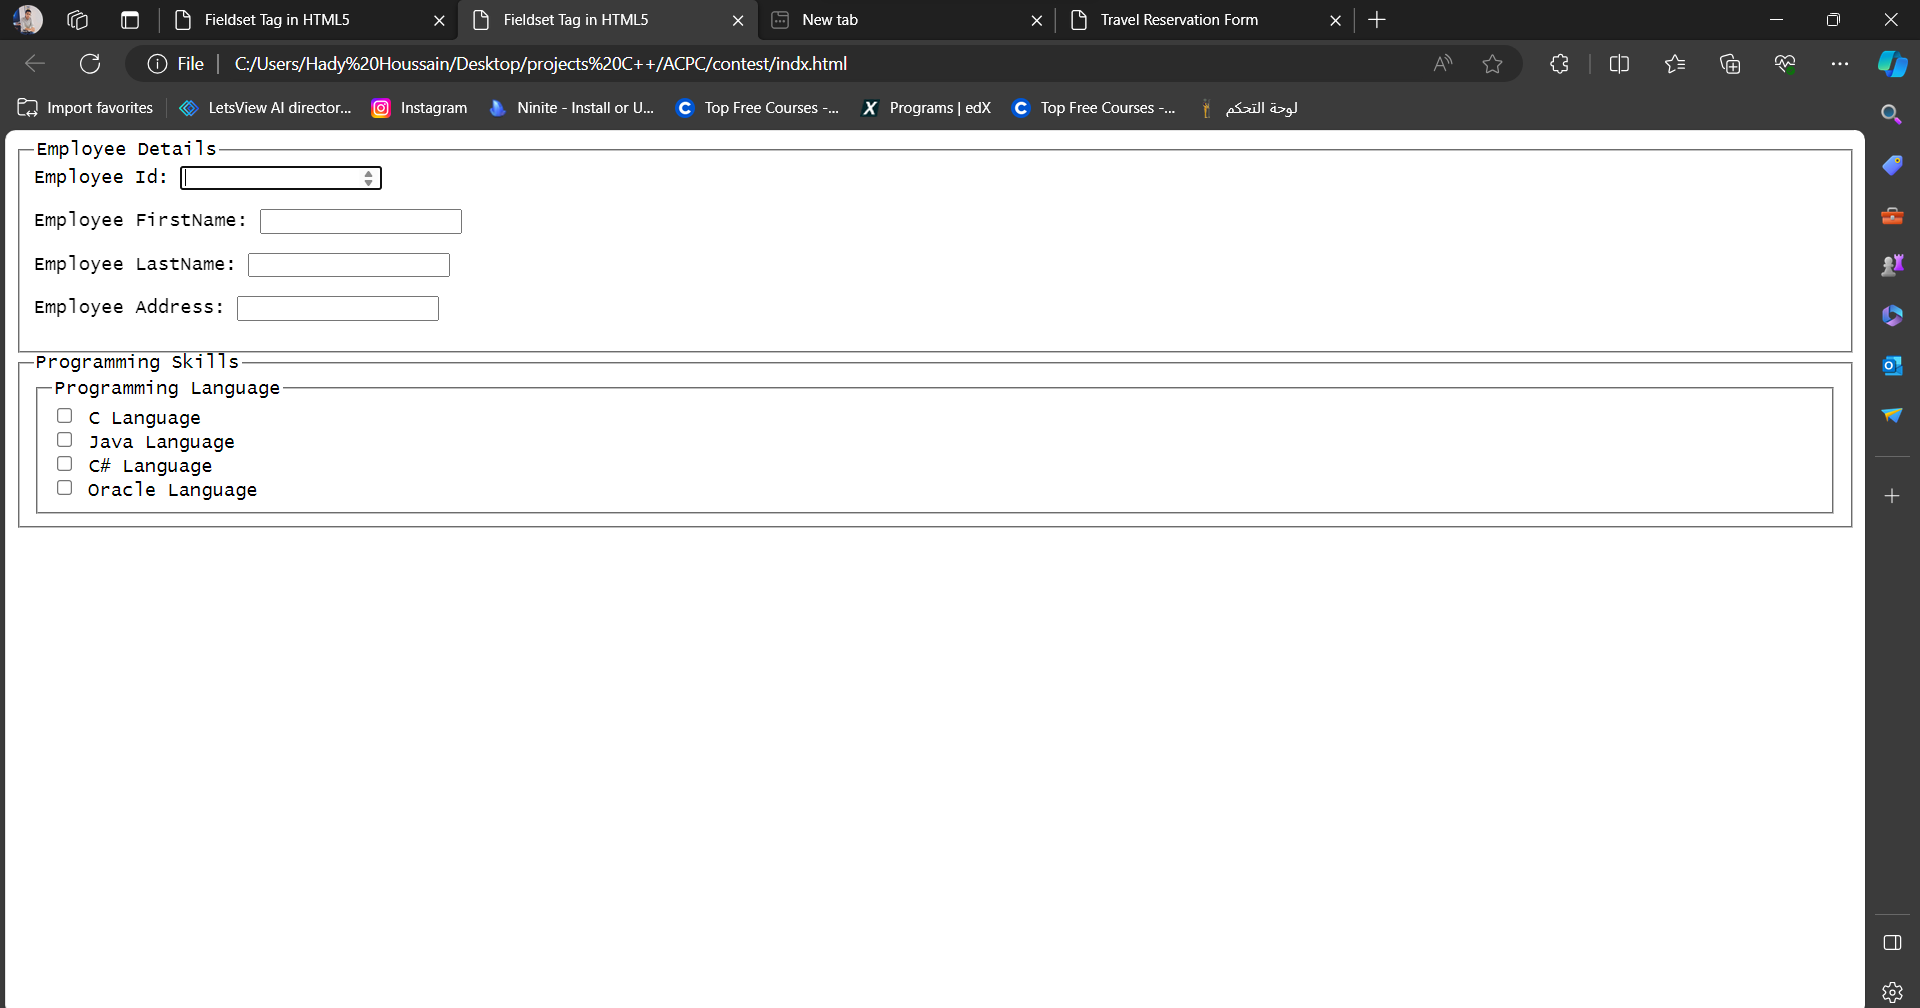 Fieldset Tag in HTML5
Fieldset Tag in HTML5
New tab
Travel Reservation Form
File
C:/Users/Hady%20Houssain/Desktop/projects%20C++/ACPC/contest/indx.html
Import favorites
LetsView AI director...
Instagram
Ninite - Install or U...
Top Free Courses -...
Programs | edX
Top Free Courses -...
لوحة التحكم
Employee Details
Employee Id:
Employee FirstName:
Employee LastName:
Employee Address:
Programming Skills
Programming Language
C Language
Java Language
C# Language
Oracle Language